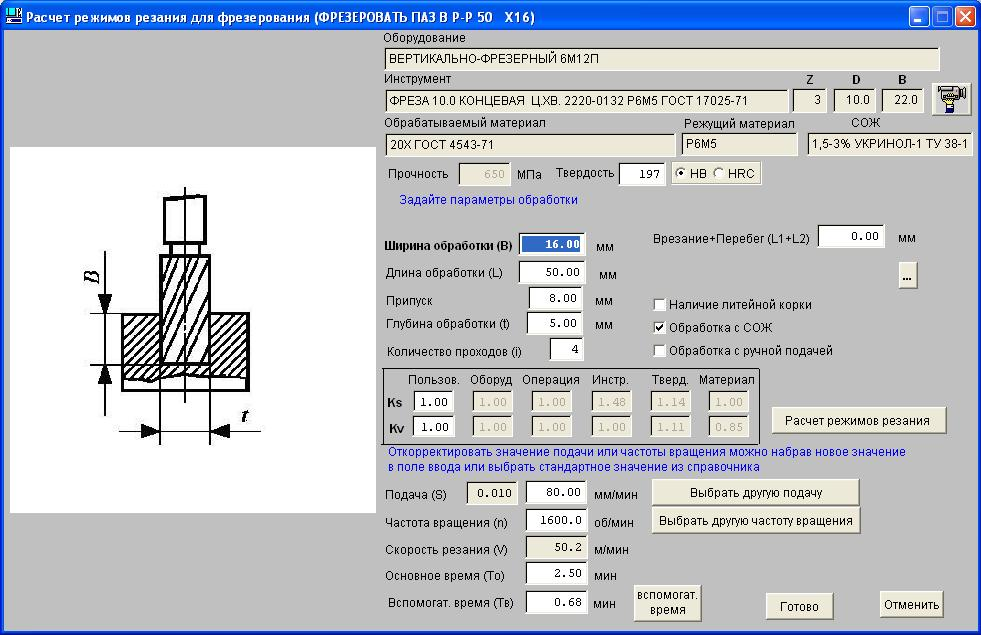 Расчет режимов резания для фрезерования (ФРЕЗЕРОВАТЬ ПАЗ В Р-Р 50 X16)
Оборудование
ВЕРТИКАЛЬНО-ФРЕЗЕРНЫЙ 6М12П
Инструмент Z D B
ФРЕЗА 10.0 КОНЦЕВАЯ Ц.ХВ. 2220-0132 Р6М5 ГОСТ 17025-71 3 10.0 22.0
Обрабатываемый материал Режущий материал СОЖ
20Х ГОСТ 4543-71 Р6М5 1,5-3% УКРИНОЛ-1 ТУ 38-1
Прочность 650 МПа Твердость 197 HB HRC
Задайте параметры обработки
Ширина обработки (B) 16.00 мм Врезание+Перебег (L1+L2) 0.00 мм
Длина обработки (L) 50.00 мм ...
Припуск 8.00 мм Наличие литейной корки
Глубина обработки (t) 5.00 мм Обработка с СОЖ
Количество проходов (i) 4 Обработка с ручной подачей
B
t
Пользов. Оборуд Операция Инстр. Тверд. Материал
Ks 1.00 1.00 1.00 1.48 1.14 1.00
Kv 1.00 1.00 1.00 1.00 1.11 0.85
Расчет режимов резания
Откорректировать значение подачи или частоты вращения можно набрав новое значение
в поле ввода или выбрать стандартное значение из справочника
Подача (S) 0.010 80.00 мм/мин Выбрать другую подачу
Частота вращения (n) 1600.0 об/мин Выбрать другую частоту вращения
Скорость резания (V) 50.2 м/мин
Основное время (То) 2.50 мин
Вспомогат. время (Тв) 0.68 мин
вспомогат.
время
Готово Отменить